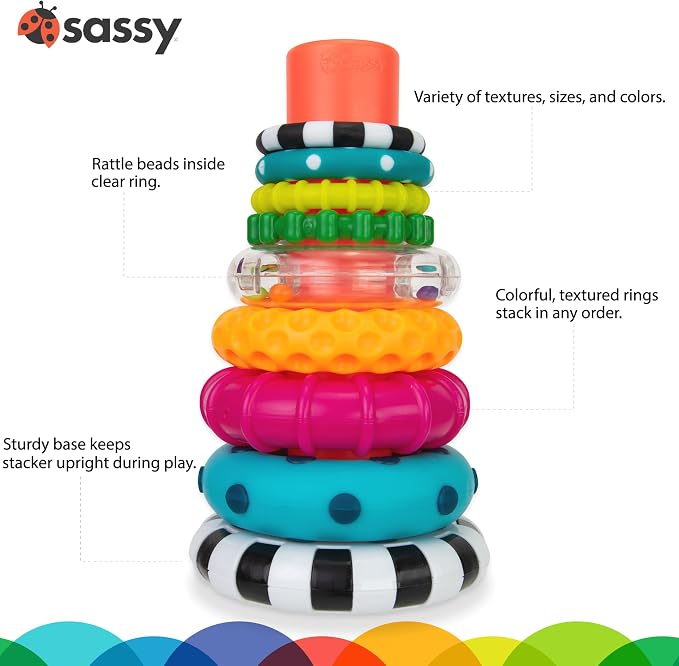 sassy
Variety of textures, sizes, and colors.
Rattle beads inside
clear ring.
Colorful, textured rings
stack in any order.
Sturdy base keeps
stacker upright during play.